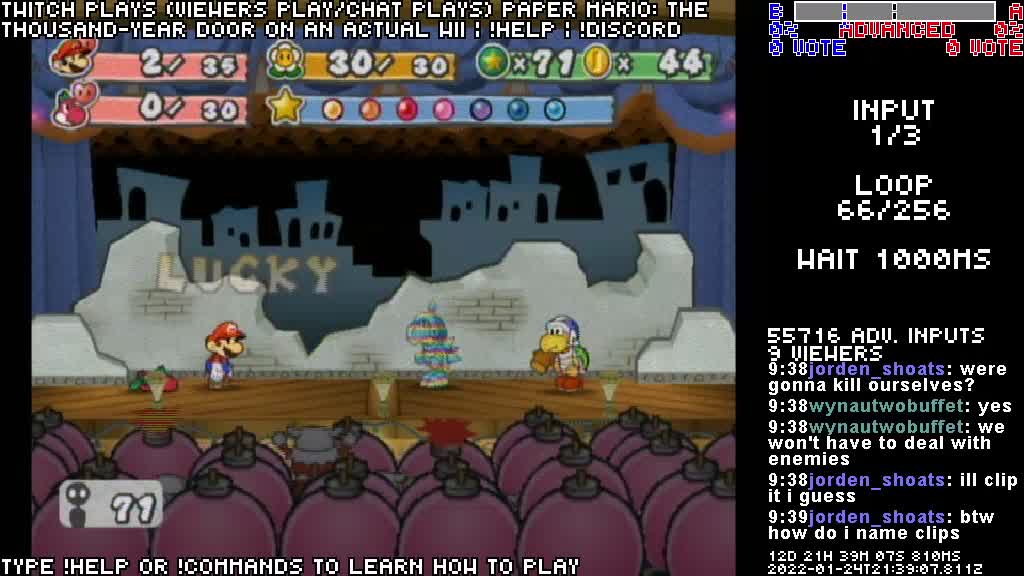 TWITCH PLAYS (VIEWERS PLAY/CHAT PLAYS) PAPER MARIO: THE
THOUSAND-YEAR DOOR ON AN ACTUAL WII ¦ !HELP ¦ !DISCORD
2/ 35
30/ 30
×71
× 44
0/ 30
LUCKY
71
TYPE !HELP OR !COMMANDS TO LEARN HOW TO PLAY
B A
0% ADVANCED 0%
0 VOTE 0 VOTE
INPUT
1/3
LOOP
66/256
WAIT 1000MS
55716 ADV. INPUTS
9 VIEWERS
9:38jorden_shoats: were
gonna kill ourselves?
9:38wynautwobuffet: yes
9:38wynautwobuffet: we
won't have to deal with
enemies
9:38jorden_shoats: ill clip
it i guess
9:39jorden_shoats: btw
how do i name clips
12D 21H 39M 07S 810MS
2022-01-24T21:39:07.811Z